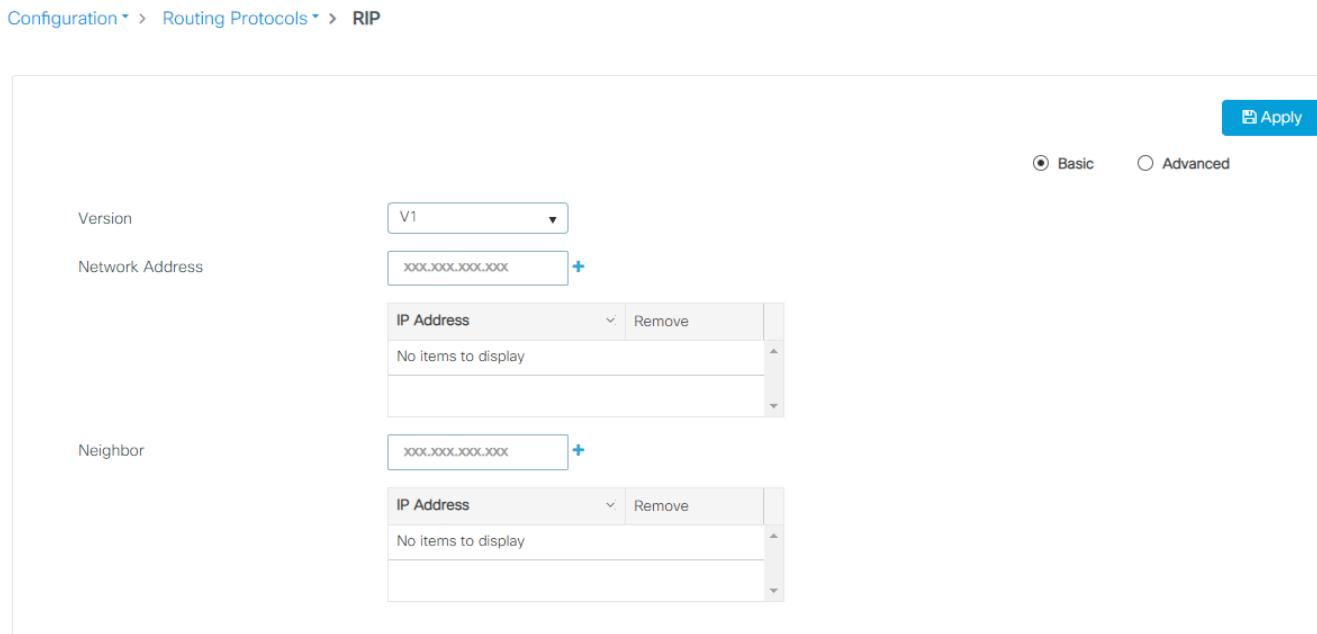 Configuration > Routing Protocols > RIP
Apply
Basic Advanced
Version V1
Network Address xxx.xxx.xxx.xxx +
IP Address Remove
No items to display
Neighbor xxx.xxx.xxx.xxx +
IP Address Remove
No items to display